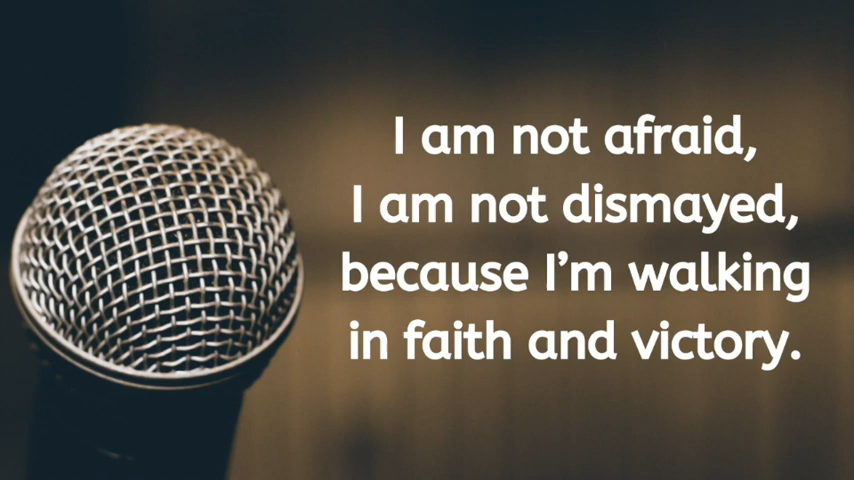 I am not afraid,
I am not dismayed,
because I’m walking
in faith and victory.